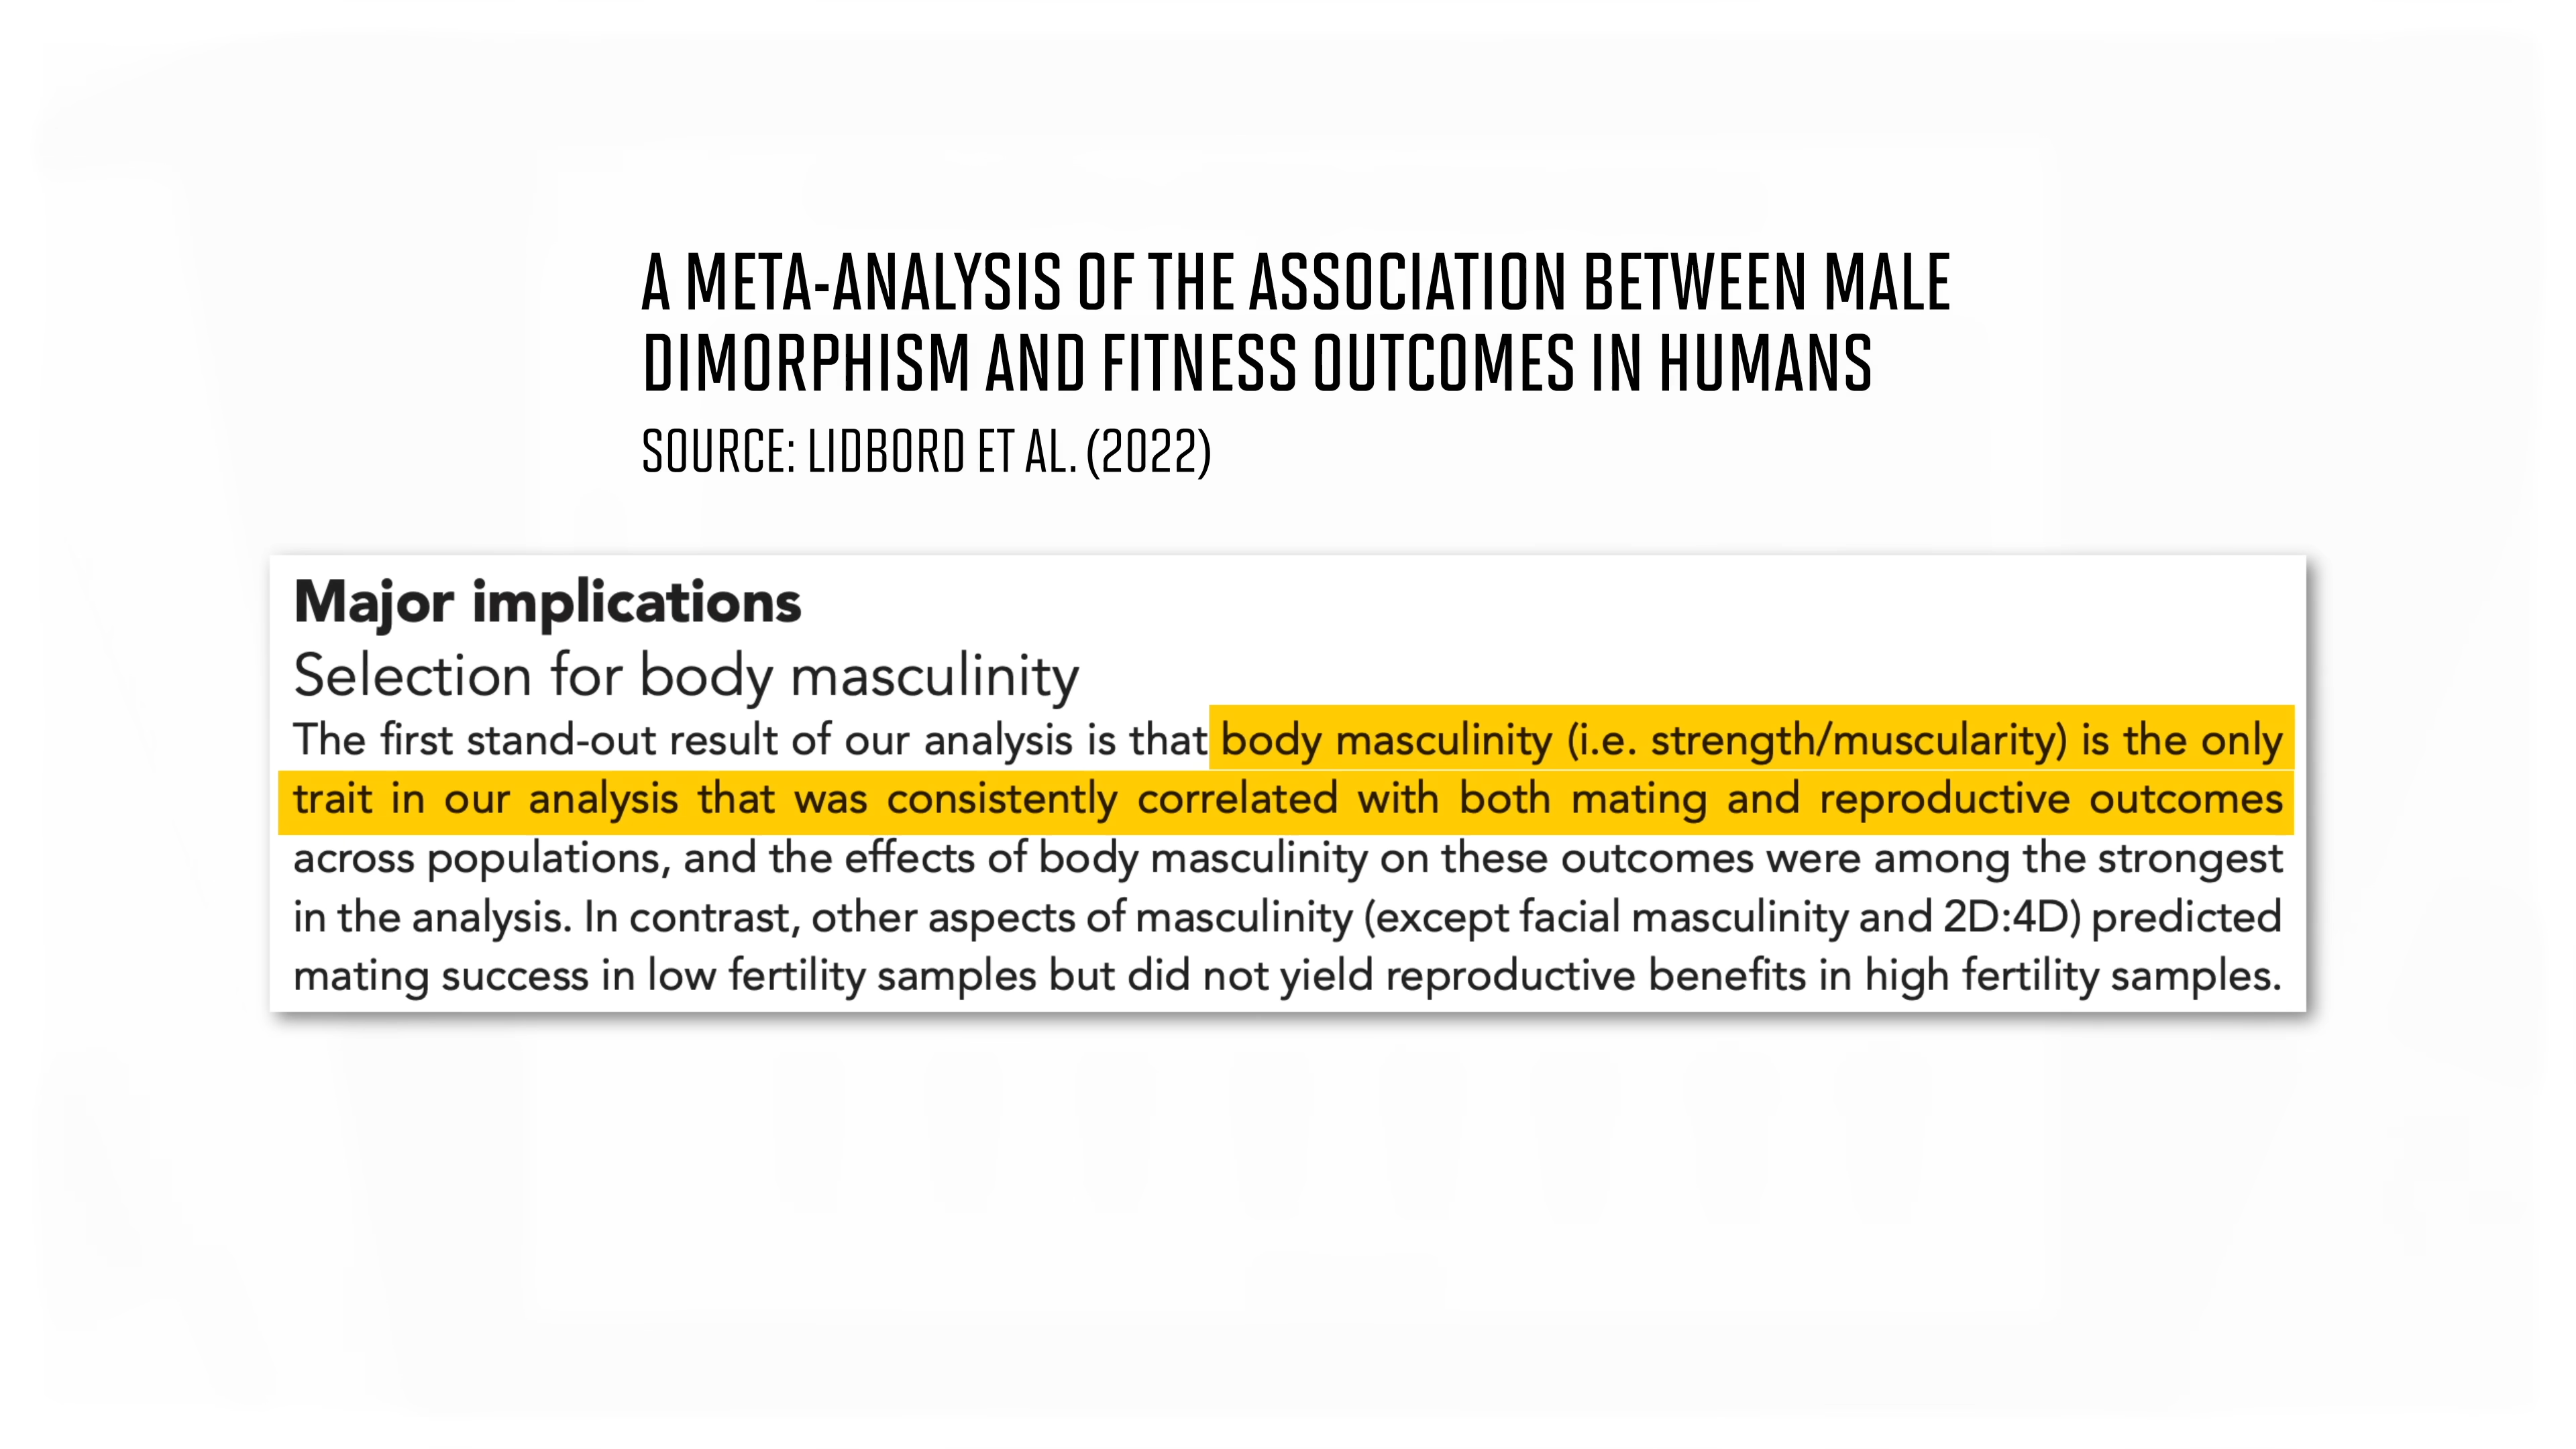 A META-ANALYSIS OF THE ASSOCIATION BETWEEN MALE
DIMORPHISM AND FITNESS OUTCOMES IN HUMANS
SOURCE: LIDBORD ET AL. (2022)
Major implications
Selection for body masculinity
The first stand-out result of our analysis is that body masculinity (i.e. strength/muscularity) is the only
trait in our analysis that was consistently correlated with both mating and reproductive outcomes
across populations, and the effects of body masculinity on these outcomes were among the strongest
in the analysis. In contrast, other aspects of masculinity (except facial masculinity and 2D:4D) predicted
mating success in low fertility samples but did not yield reproductive benefits in high fertility samples.